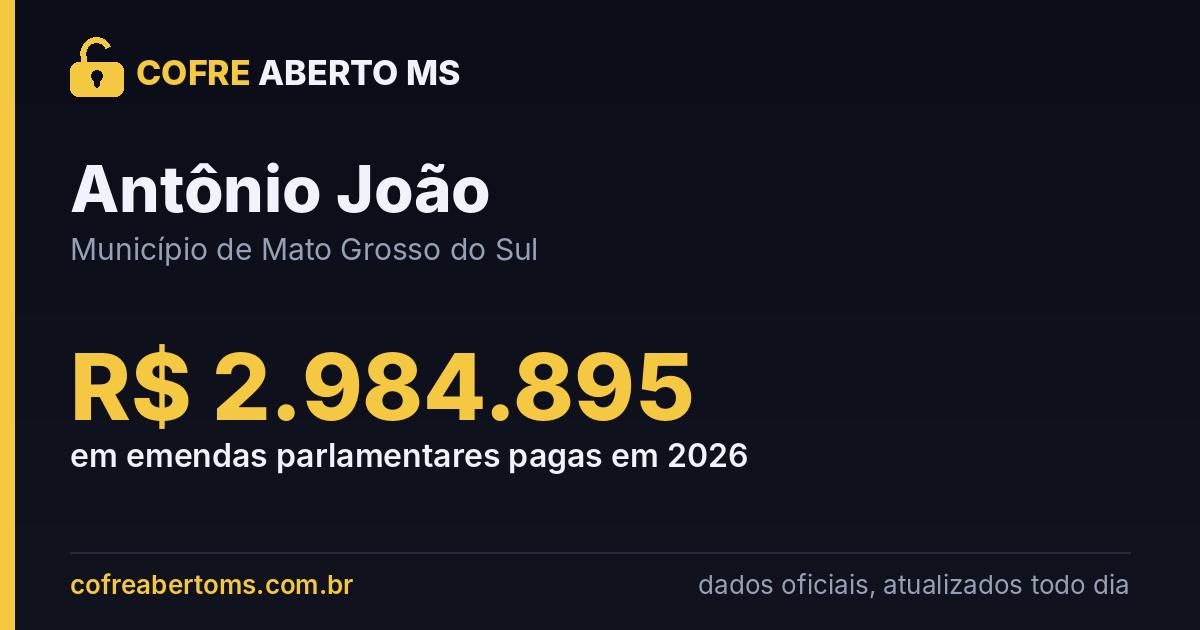 COFRE ABERTO MS
Antônio João
Município de Mato Grosso do Sul
R$ 2.984.895
em emendas parlamentares pagas em 2026
cofreabertoms.com.br
dados oficiais, atualizados todo dia